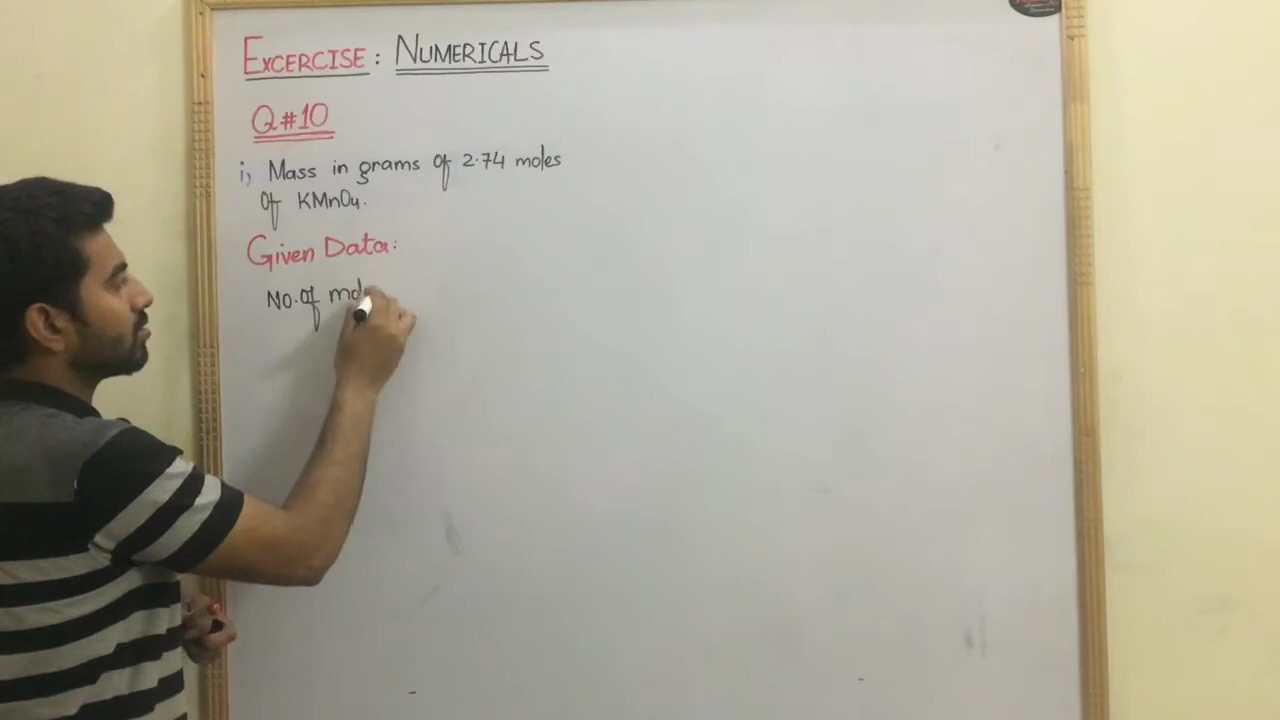 EXCERCISE: NUMERICALS
Q#10
i, Mass in grams of 2.74 moles
Of KMnO4.
Given Data:
No.of mo